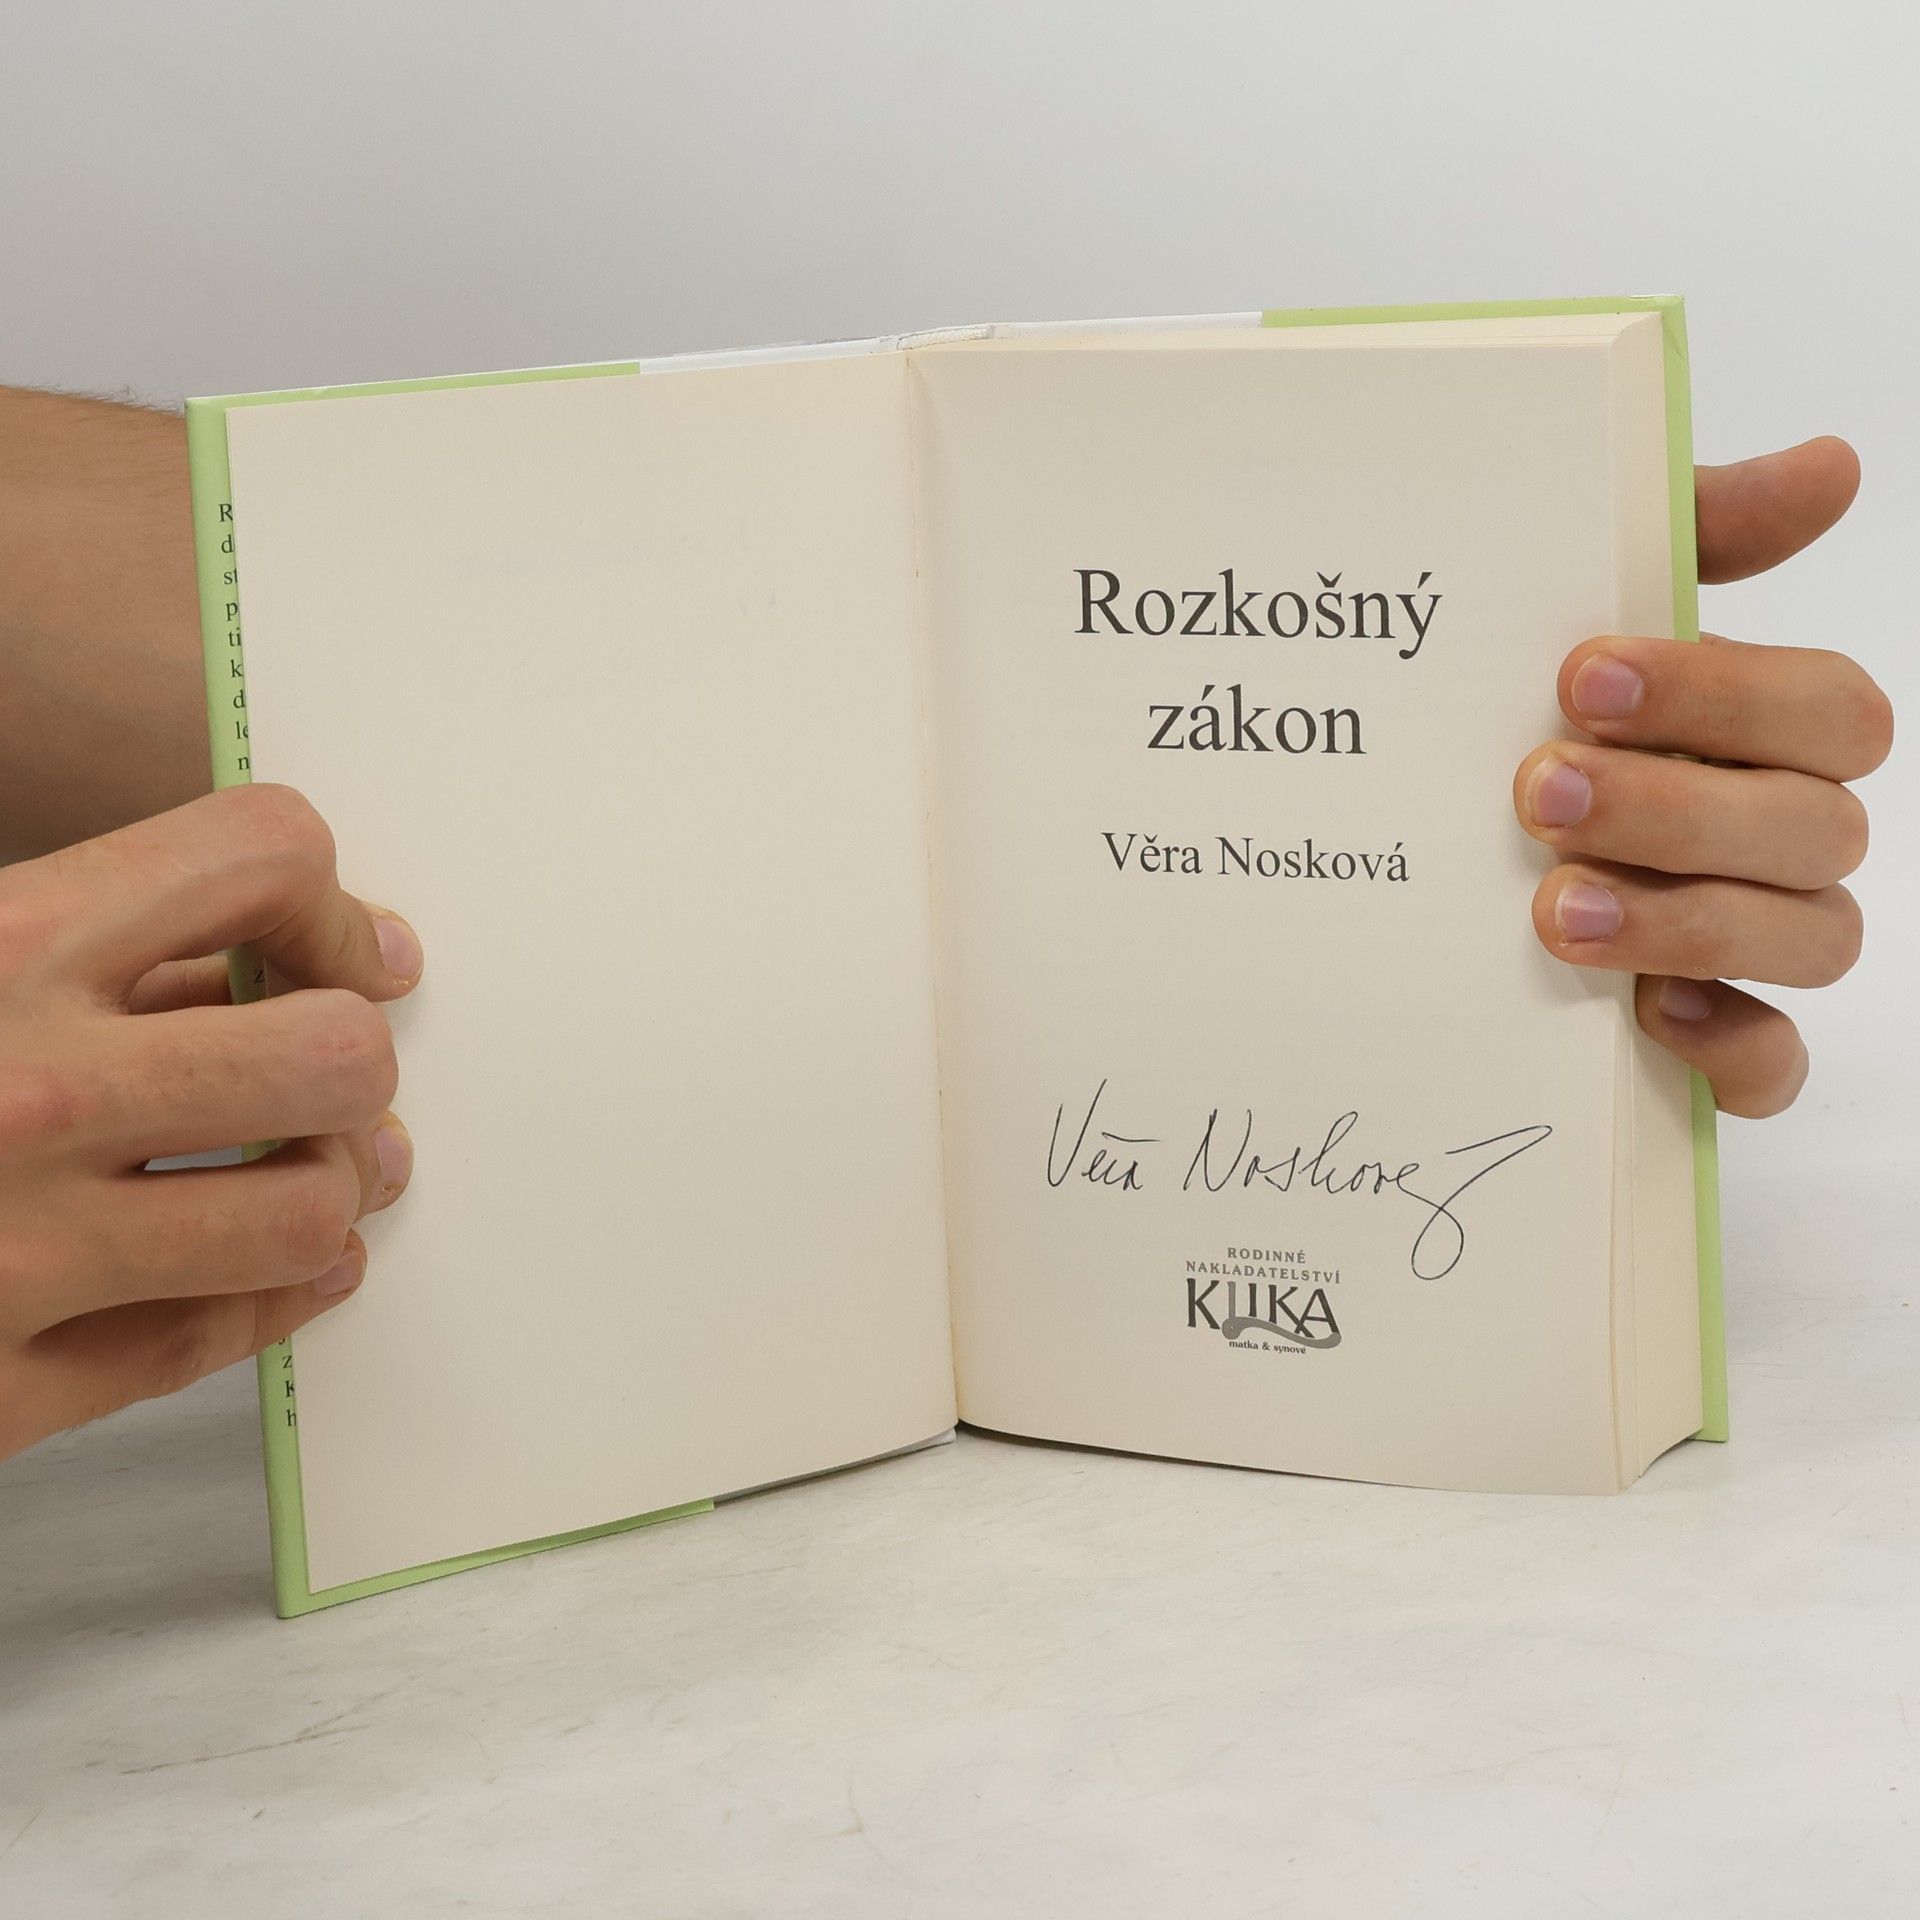 Rozkošný
zákon
Věra Nosková
Věra Nosková
RODINNÉ
NAKLADATELSTVÍ
KLIKA
matka & synové